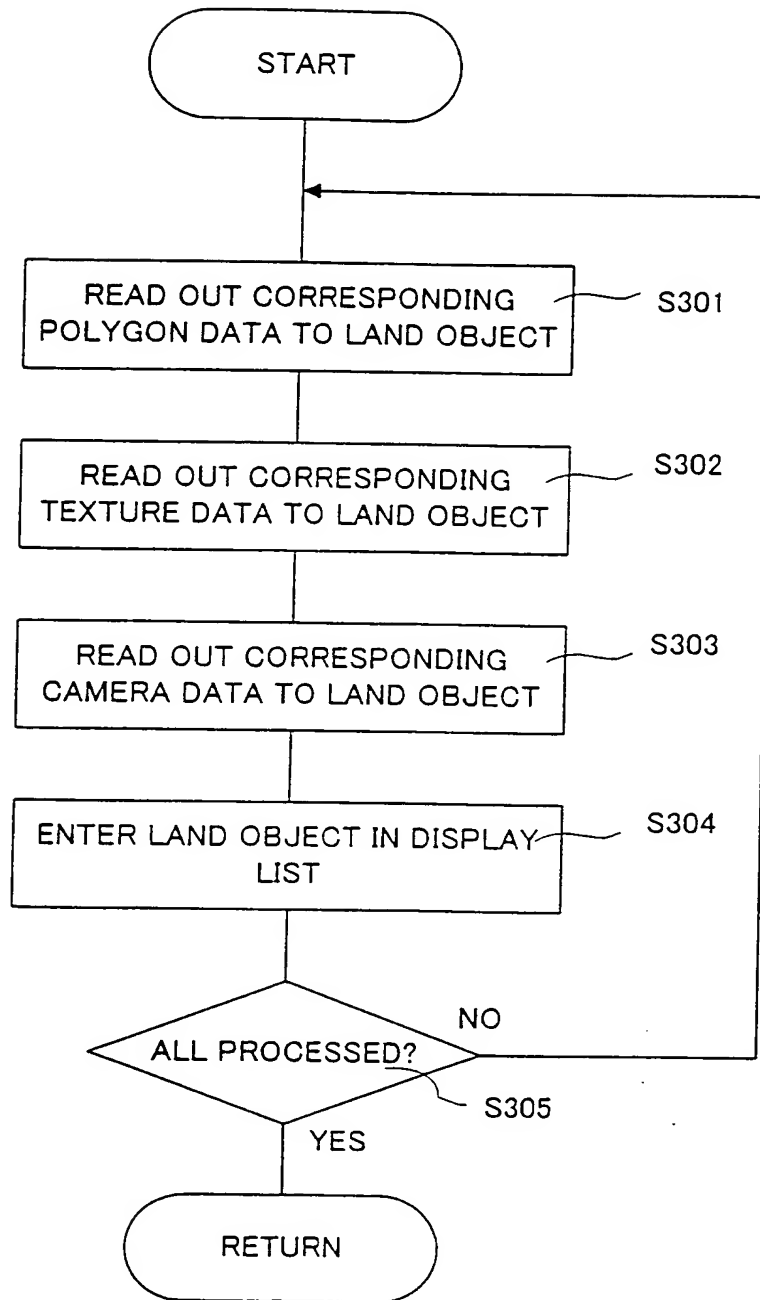 START
READ OUT CORRESPONDING
POLYGON DATA TO LAND OBJECT
S301
READ OUT CORRESPONDING
TEXTURE DATA TO LAND OBJECT
S302
READ OUT CORRESPONDING
CAMERA DATA TO LAND OBJECT
S303
ENTER LAND OBJECT IN DISPLAY
LIST
S304
ALL PROCESSED?
NO
S305
YES
RETURN